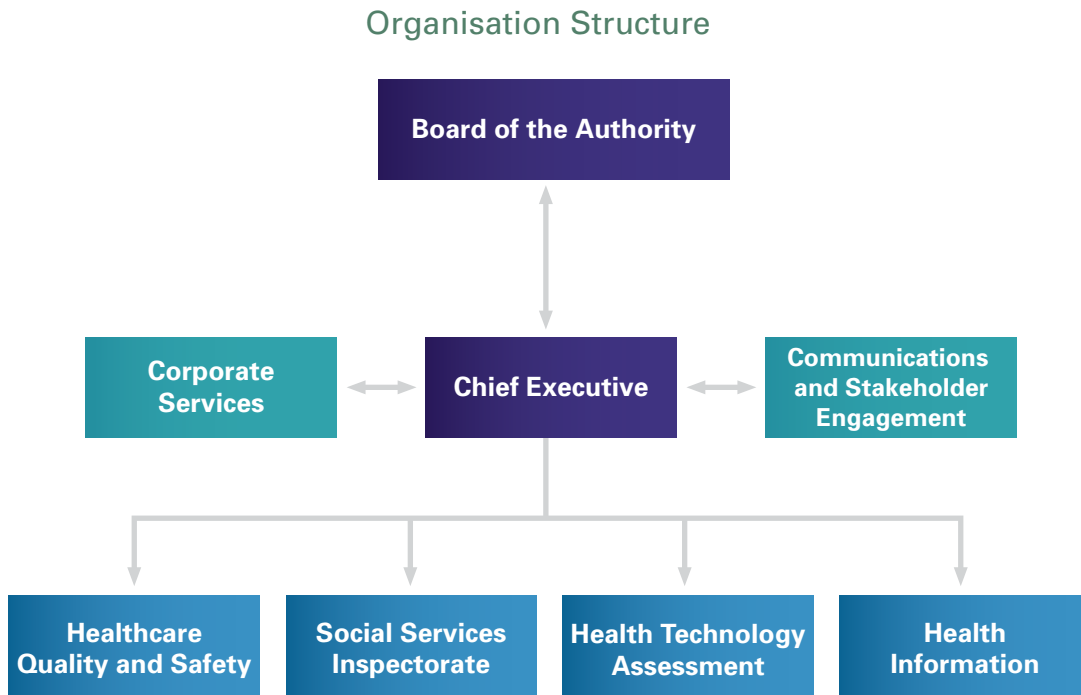 Organisation Structure
Board of the Authority
Corporate
Services
Chief Executive
Communications
and Stakeholder
Engagement
Healthcare
Quality and Safety
Social Services
Inspectorate
Health Technology
Assessment
Health
Information